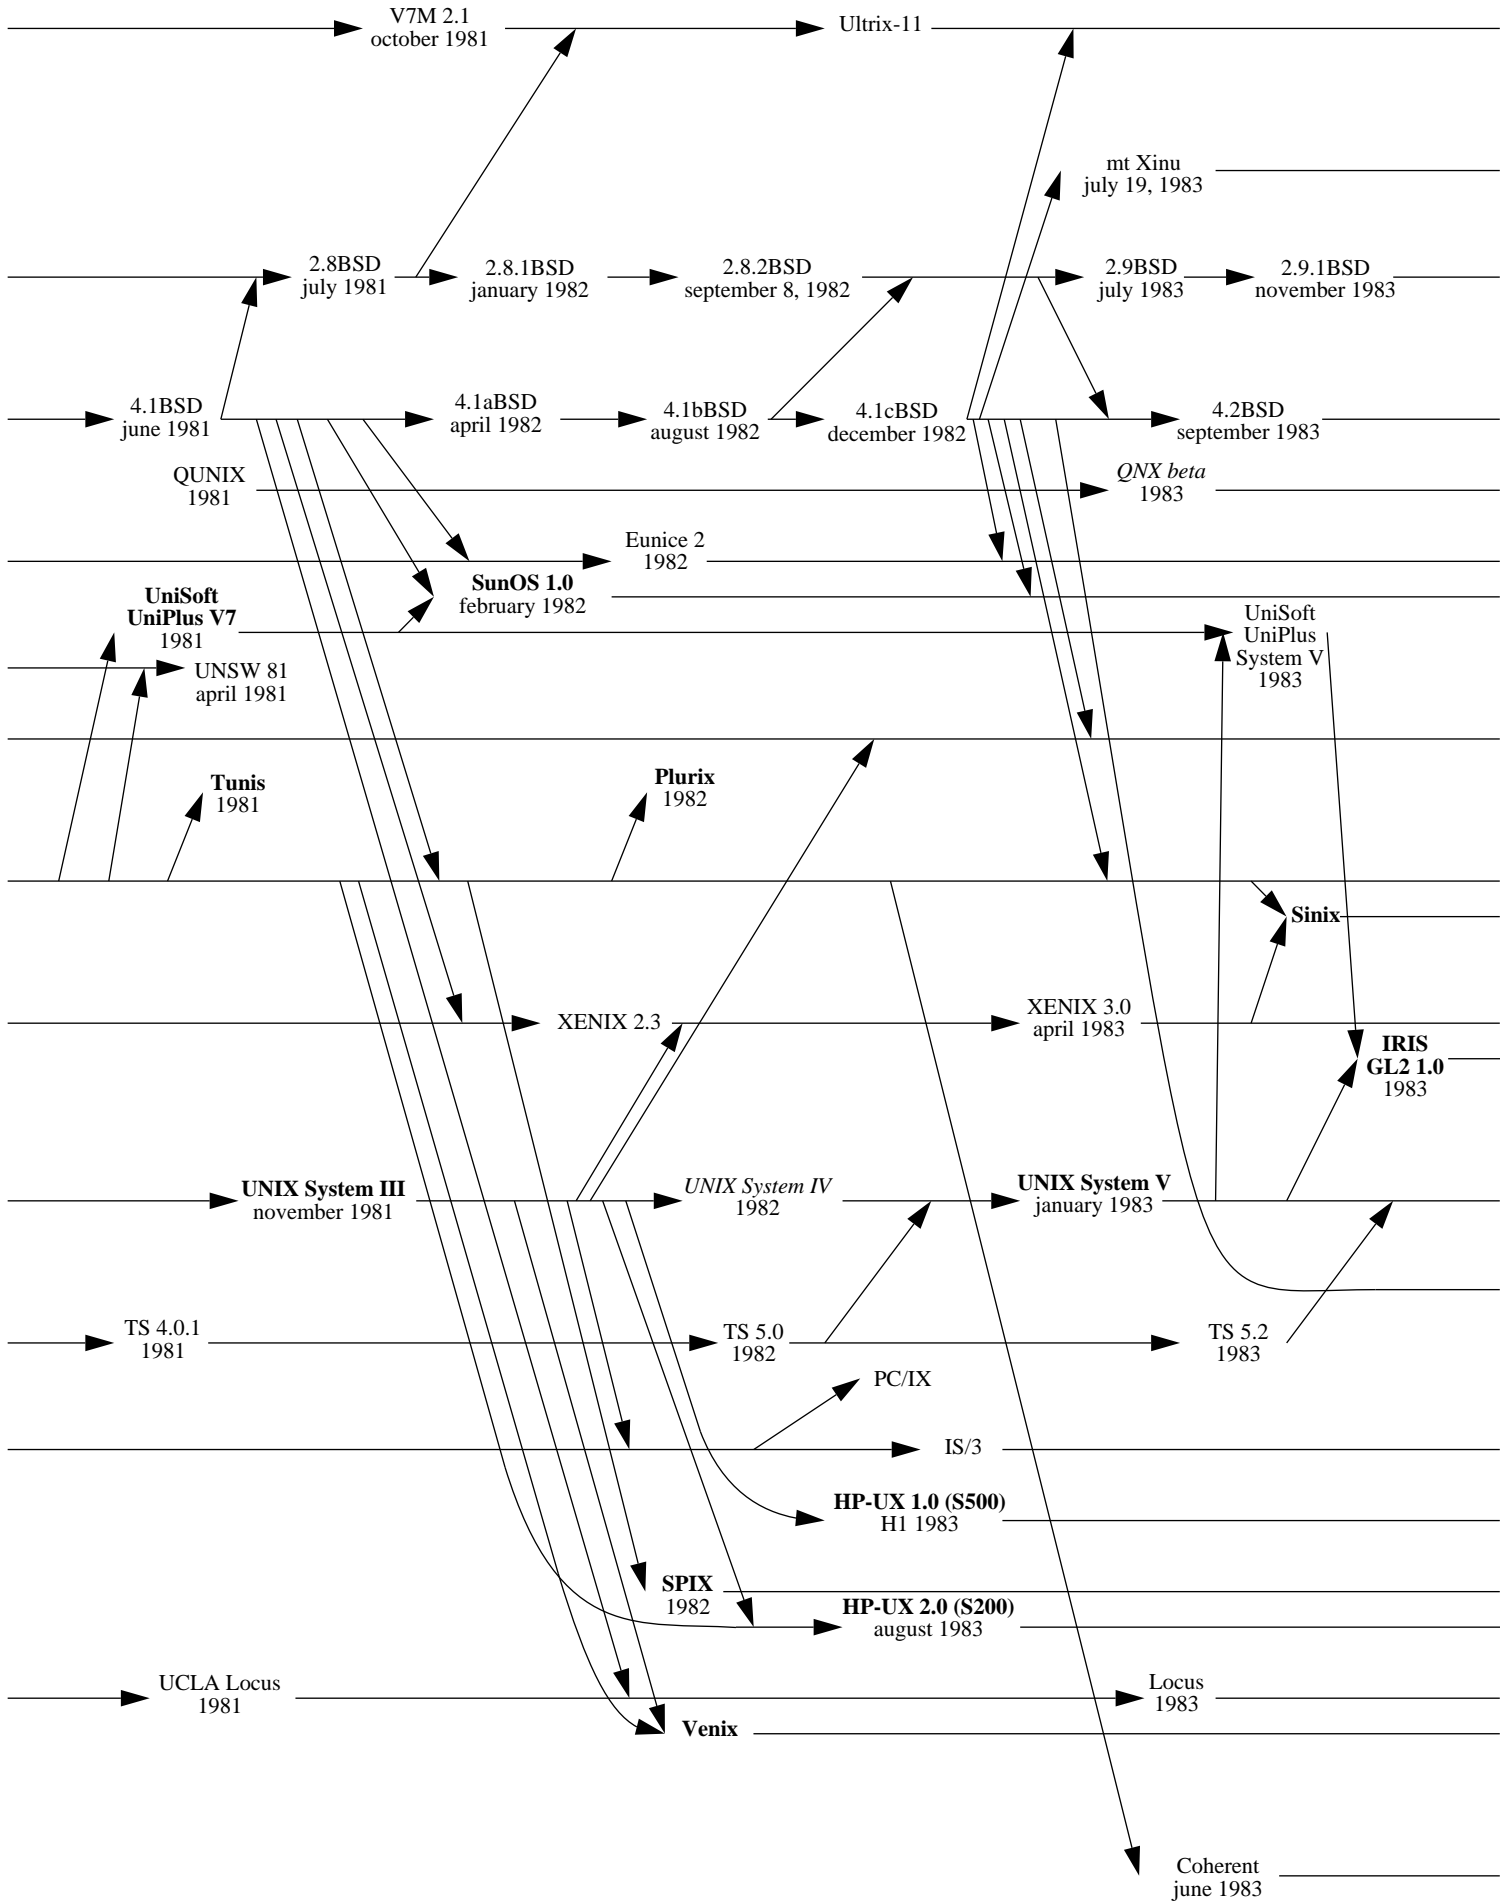 V7M 2.1
october 1981
Ultrix-11
mt Xinu
july 19, 1983
2.8BSD
july 1981
2.8.1BSD
january 1982
2.8.2BSD
september 8, 1982
2.9BSD
july 1983
2.9.1BSD
november 1983
4.1BSD
june 1981
4.1aBSD
april 1982
4.1bBSD
august 1982
4.1cBSD
december 1982
4.2BSD
september 1983
QUNIX
1981
QNX beta
1983
Eunice 2
1982
SunOS 1.0
february 1982
UniSoft
UniPlus V7
1981
UniSoft
UniPlus
System V
1983
UNSW 81
april 1981
Tunis
1981
Plurix
1982
Sinix
XENIX 2.3
XENIX 3.0
april 1983
IRIS
GL2 1.0
1983
UNIX System III
november 1981
UNIX System IV
1982
UNIX System V
january 1983
TS 4.0.1
1981
TS 5.0
1982
TS 5.2
1983
PC/IX
IS/3
HP-UX 1.0 (S500)
H1 1983
SPIX
1982
HP-UX 2.0 (S200)
august 1983
UCLA Locus
1981
Locus
1983
Venix
Coherent
june 1983